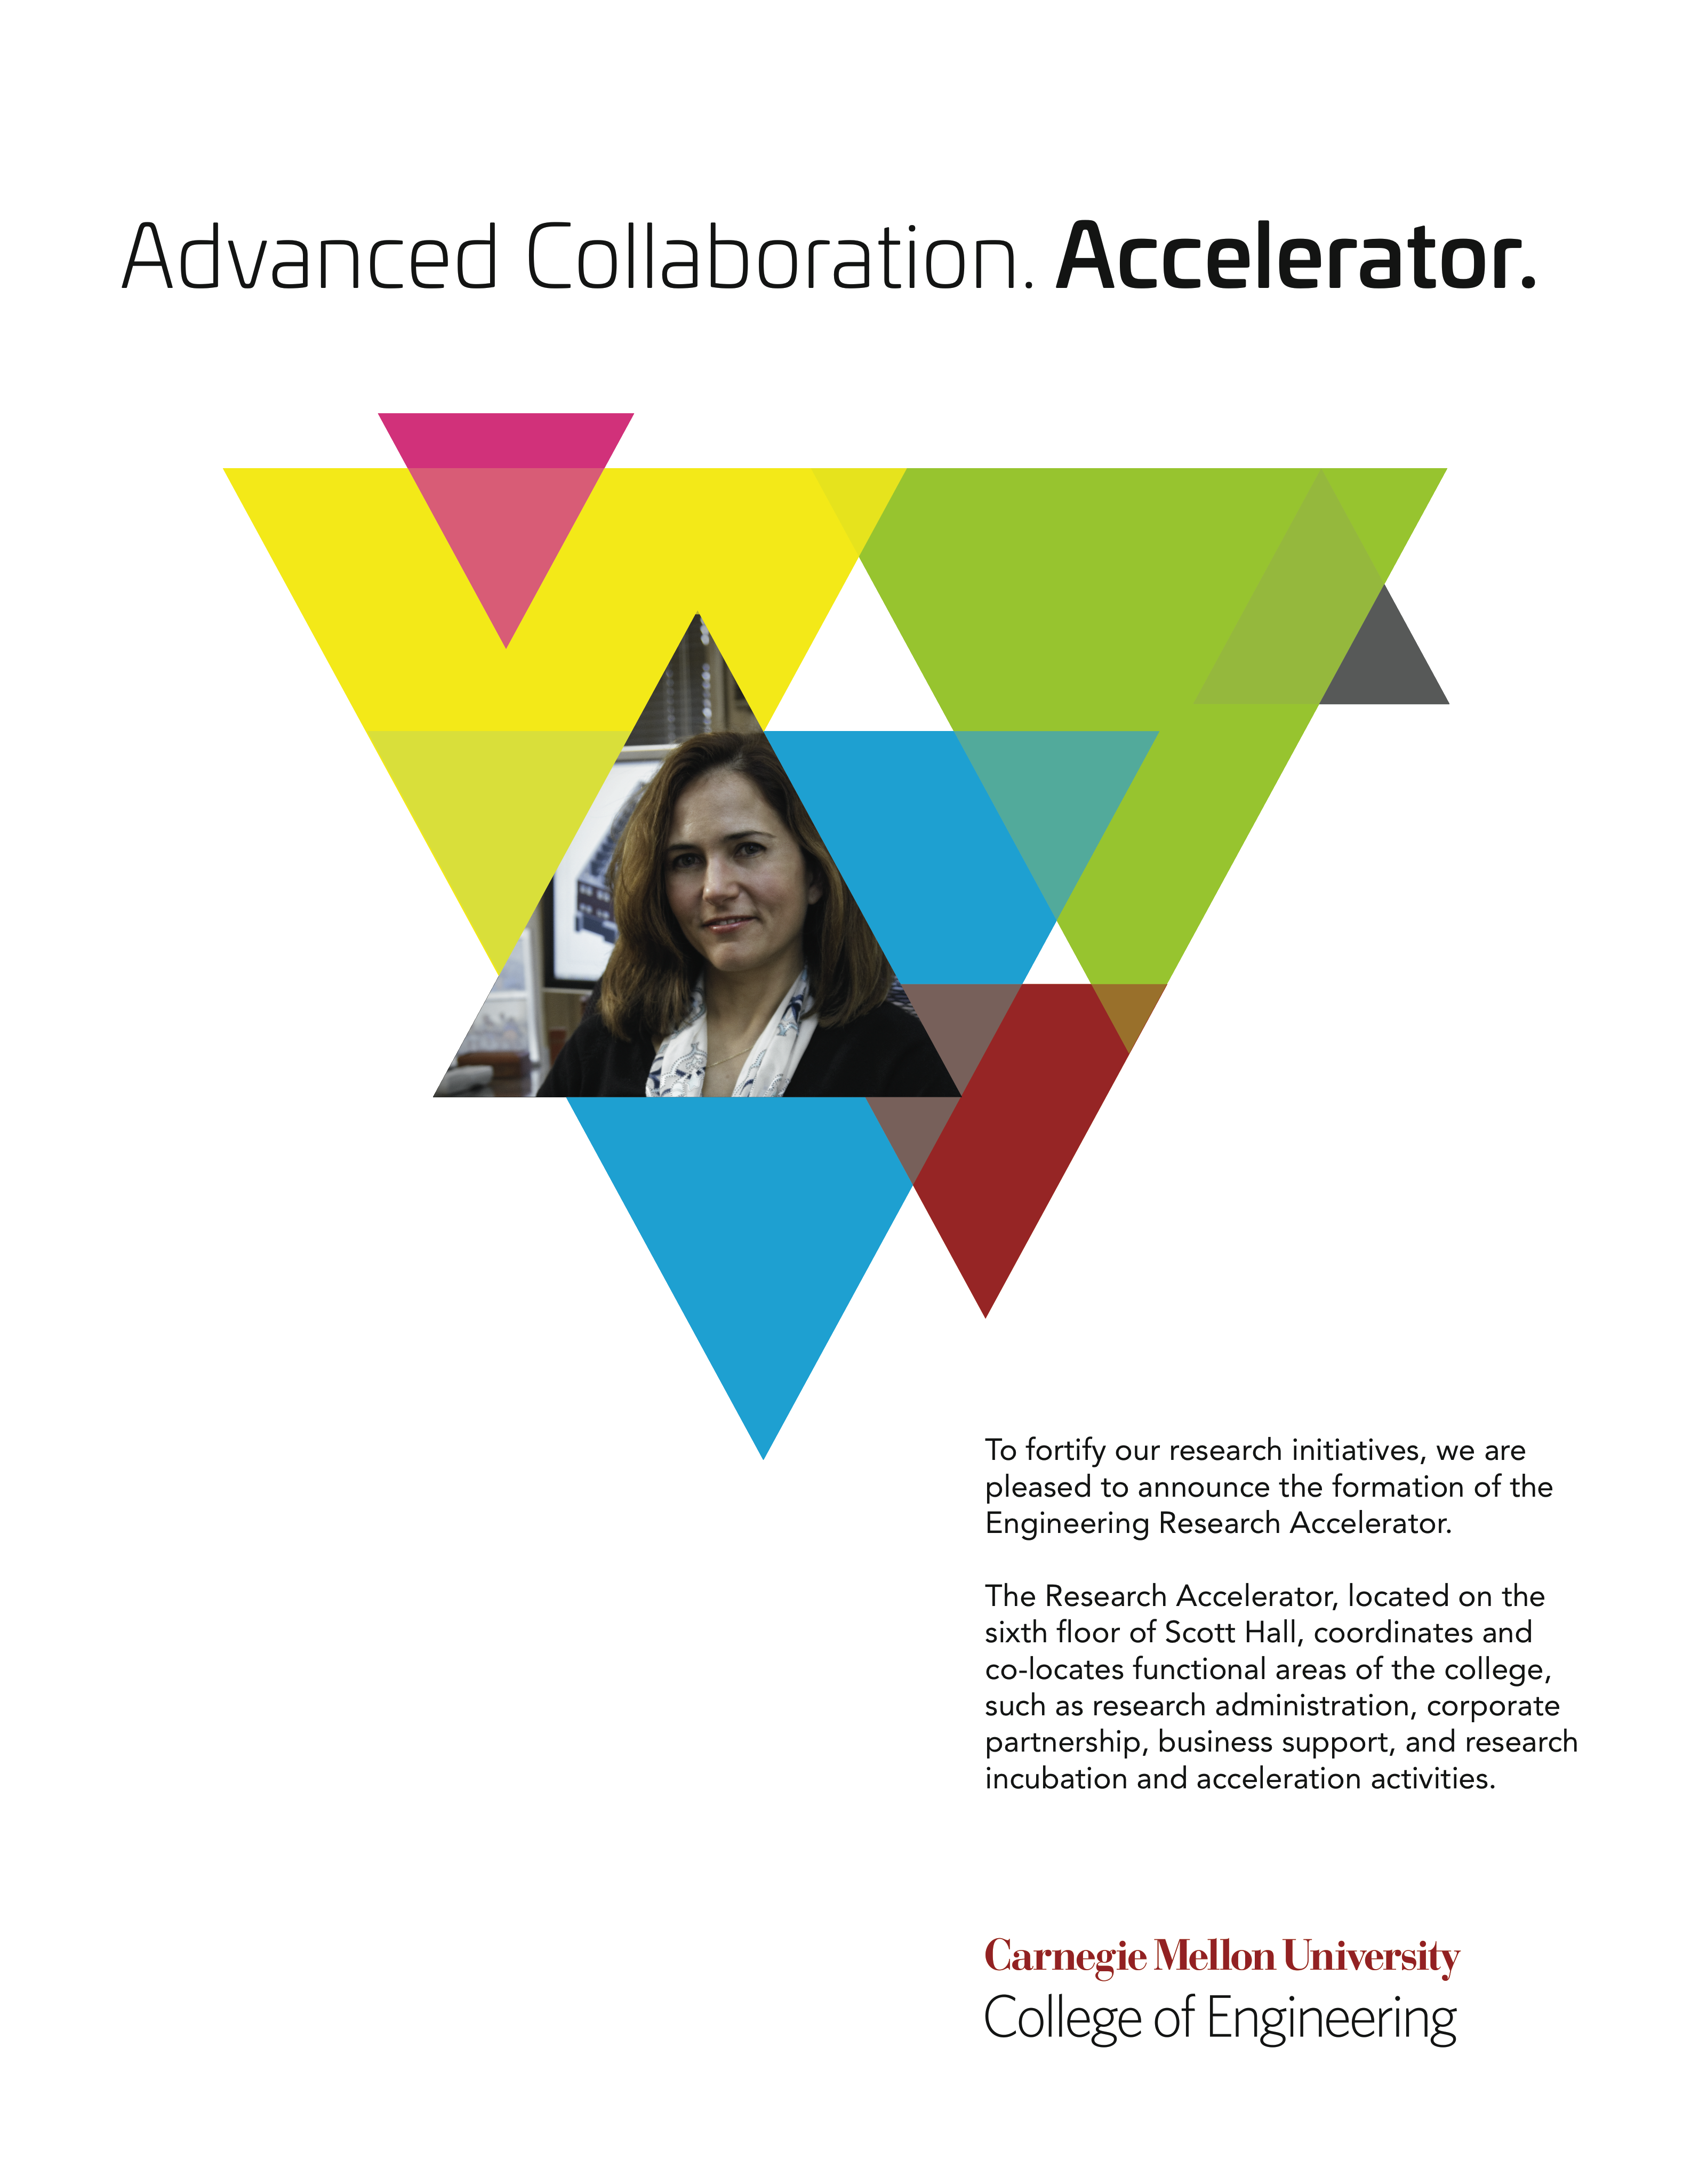 Advanced Collaboration. Accelerator.
To fortify our research initiatives, we are
pleased to announce the formation of the
Engineering Research Accelerator.
The Research Accelerator, located on the
sixth floor of Scott Hall, coordinates and
co-locates functional areas of the college,
such as research administration, corporate
partnership, business support, and research
incubation and acceleration activities.
Carnegie Mellon University
College of Engineering